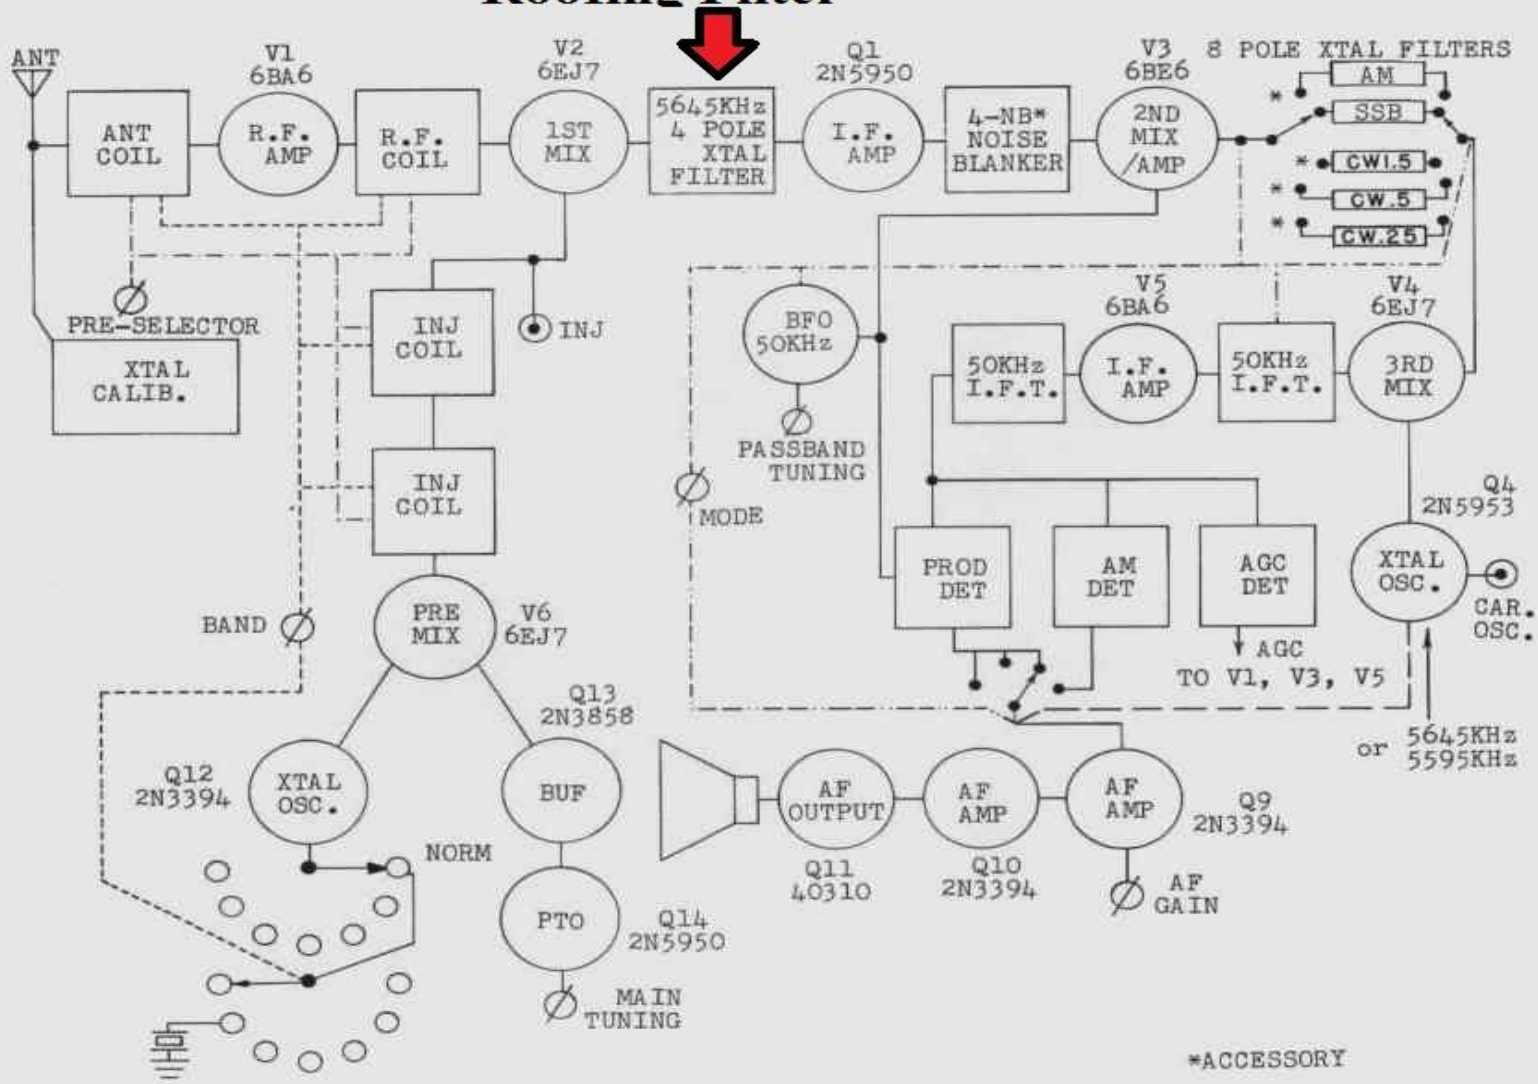 Roofing Filter
ANT
V1
6BA6
V2
6EJ7
Q1
2N5950
V3
6BE6
8 POLE XTAL FILTERS
ANT
COIL
R.F.
AMP
R.F.
COIL
1ST
MIX
5645KHz
4 POLE
XTAL
FILTER
I.F.
AMP
4-NB*
NOISE
BLANKER
2ND
MIX
/AMP
* AM
SSB
* CW1.5
* CW.5
* CW.25
PRE-SELECTOR
XTAL
CALIB.
INJ
COIL
INJ
BFO
50KHz
PASSBAND
TUNING
V5
6BA6
V4
6EJ7
50KHz
I.F.T.
I.F.
AMP
50KHz
I.F.T.
3RD
MIX
INJ
COIL
MODE
Q4
2N5953
PROD
DET
AM
DET
AGC
DET
XTAL
OSC.
CAR.
OSC.
BAND
PRE
MIX
V6
6EJ7
AGC
TO V1, V3, V5
or 5645KHz
5595KHz
Q13
2N3858
Q12
2N3394
XTAL
OSC.
BUF
AF
OUTPUT
AF
AMP
AF
AMP
Q9
2N3394
NORM
Q11
40310
Q10
2N3394
AF
GAIN
PTO
Q14
2N5950
MAIN
TUNING
*ACCESSORY